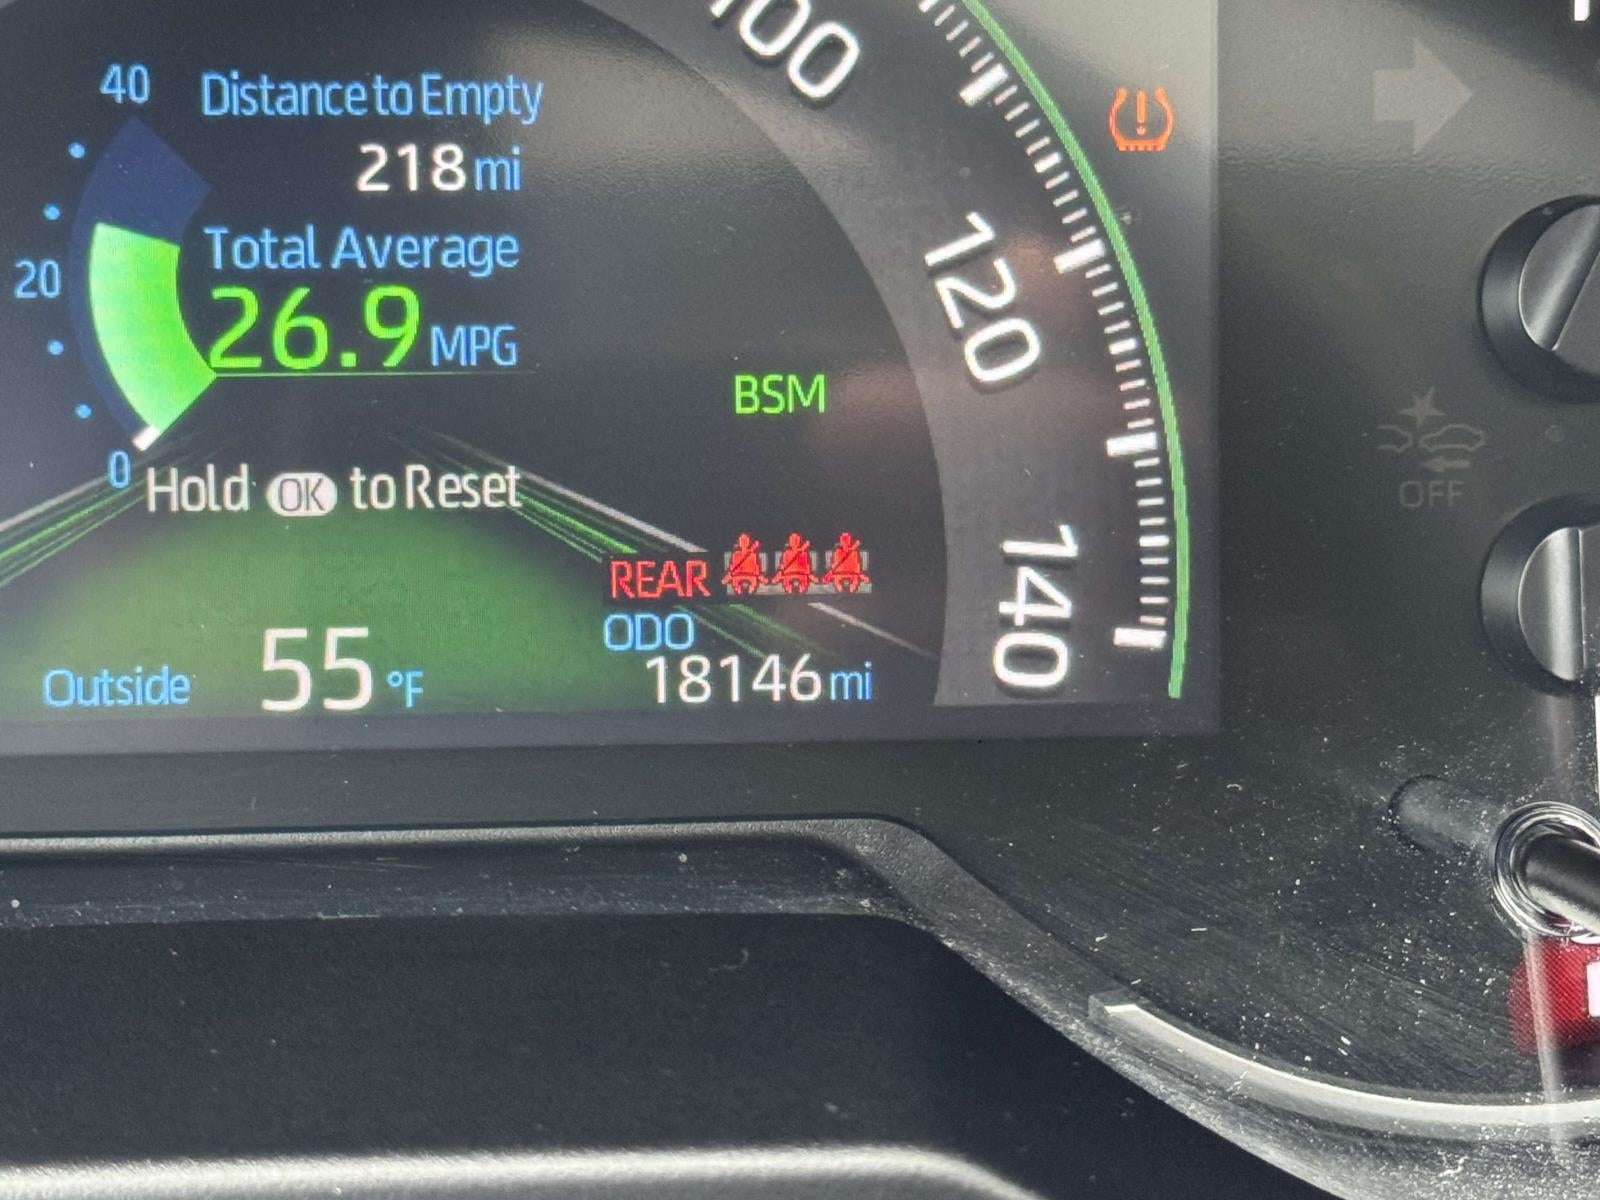 100
40
Distance to Empty
218 mi
20
Total Average
26.9 MPG
120
BSM
0
Hold OK to Reset
OFF
REAR
ODO
140
Outside 55 °F
18146 mi